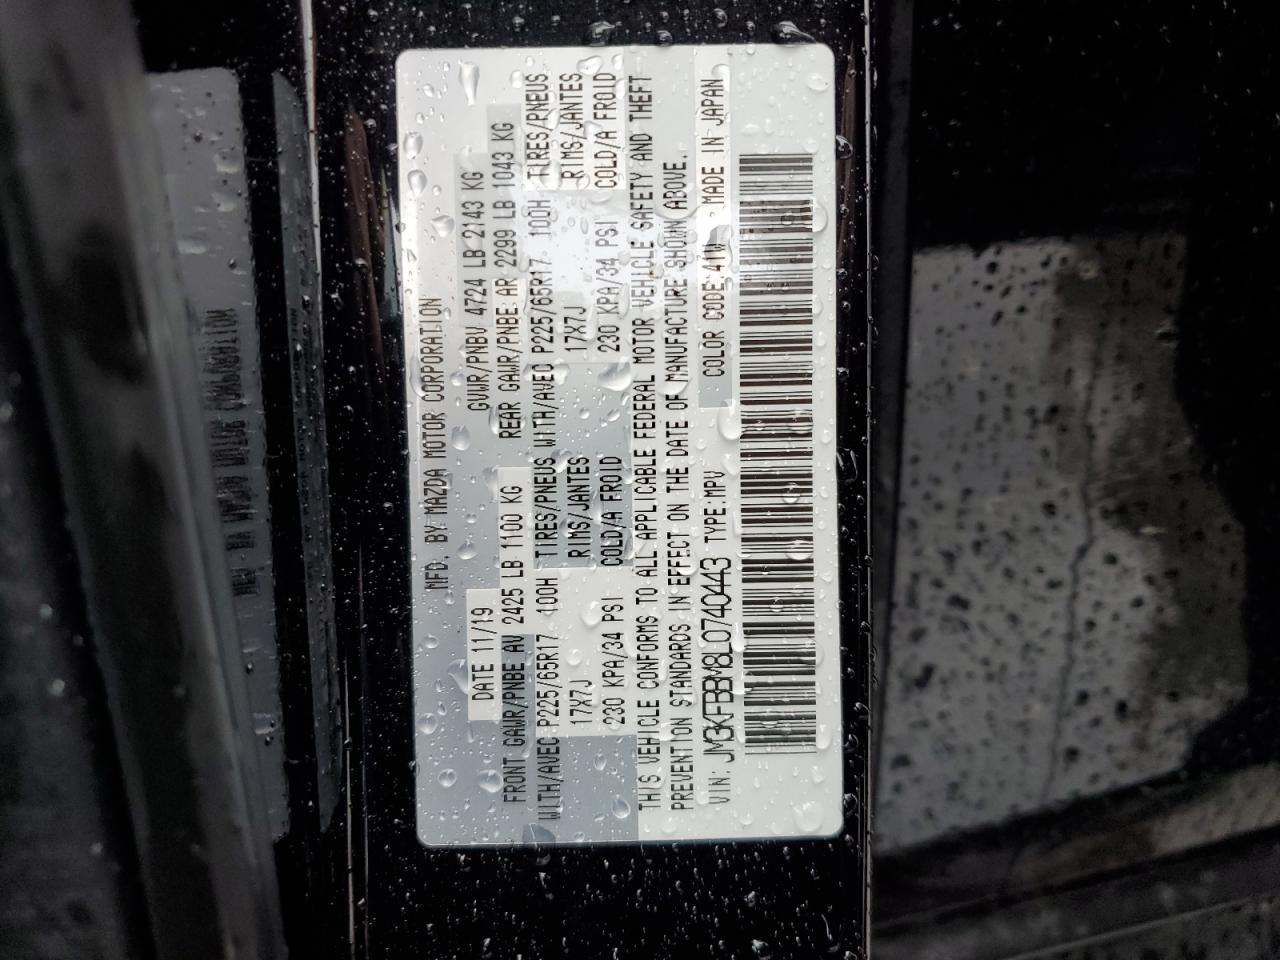 MFD. BY MAZDA MOTOR CORPORATION
DATE 11/19 GVWR/PNBV 4724 LB 2143 KG
FRONT GAWR/PNBE AV 2425 LB 1100 KG REAR GAWR/PNBE AR 2299 LB 1043 KG
WITH/AVEC P225/65R17 100H TIRES/PNEUS WITH/AVEC P225/65R17 100H TIRES/PNEUS
17X7J RIMS/JANTES 17X7J RIMS/JANTES
230 KPA/34 PSI COLD/A FROID 230 KPA/34 PSI COLD/A FROID
THIS VEHICLE CONFORMS TO ALL APPLICABLE FEDERAL MOTOR VEHICLE SAFETY AND THEFT
PREVENTION STANDARDS IN EFFECT ON THE DATE OF MANUFACTURE SHOWN ABOVE.
VIN: JM3KFBBM8L0740443 TYPE:MPV COLOR CODE:41W MADE IN JAPAN